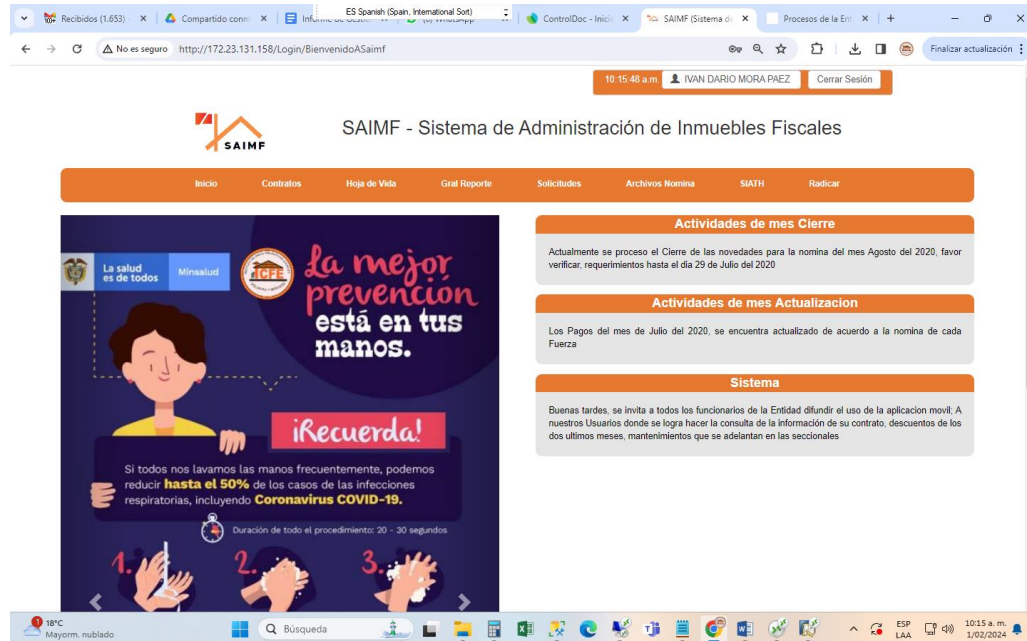 ES Spanish (Spain, International Sort)
Recibidos (1.653) -
Compartido conm
ControlDoc - Inici
SAIMF (Sistema de
Procesos de la Ent
No es seguro http://172.23.131.158/Login/BienvenidoASaimf
Finalizar actualización
10:15:48 a.m. IVAN DARIO MORA PAEZ Cerrar Sesión
SAIMF
SAIMF - Sistema de Administración de Inmuebles Fiscales
Inicio Contratos Hoja de Vida Gral Reporte Solicitudes Archivos Nomina SIATH Radicar
La salud
es de todos
Minsalud
ICFE
La mejor
prevención
está en tus
manos.
¡Recuerda!
Si todos nos lavamos las manos frecuentemente, podemos
reducir hasta el 50% de los casos de las infecciones
respiratorias, incluyendo Coronavirus COVID-19.
Duración de todo el procedimiento: 20 - 30 segundos
1. 2. 3.
Actividades de mes Cierre
Actualmente se proceso el Cierre de las novedades para la nomina del mes Agosto del 2020, favor
verificar, requerimientos hasta el dia 29 de Julio del 2020
Actividades de mes Actualizacion
Los Pagos del mes de Julio del 2020, se encuentra actualizado de acuerdo a la nomina de cada
Fuerza
Sistema
Buenas tardes, se invita a todos los funcionarios de la Entidad difundir el uso de la aplicacion movil; A
nuestros Usuarios donde se logra hacer la consulta de la información de su contrato, descuentos de los
dos ultimos meses, mantenimientos que se adelantan en las seccionales
18°C
Mayorm. nublado
Búsqueda
ESP
LAA
10:15 a. m.
1/02/2024